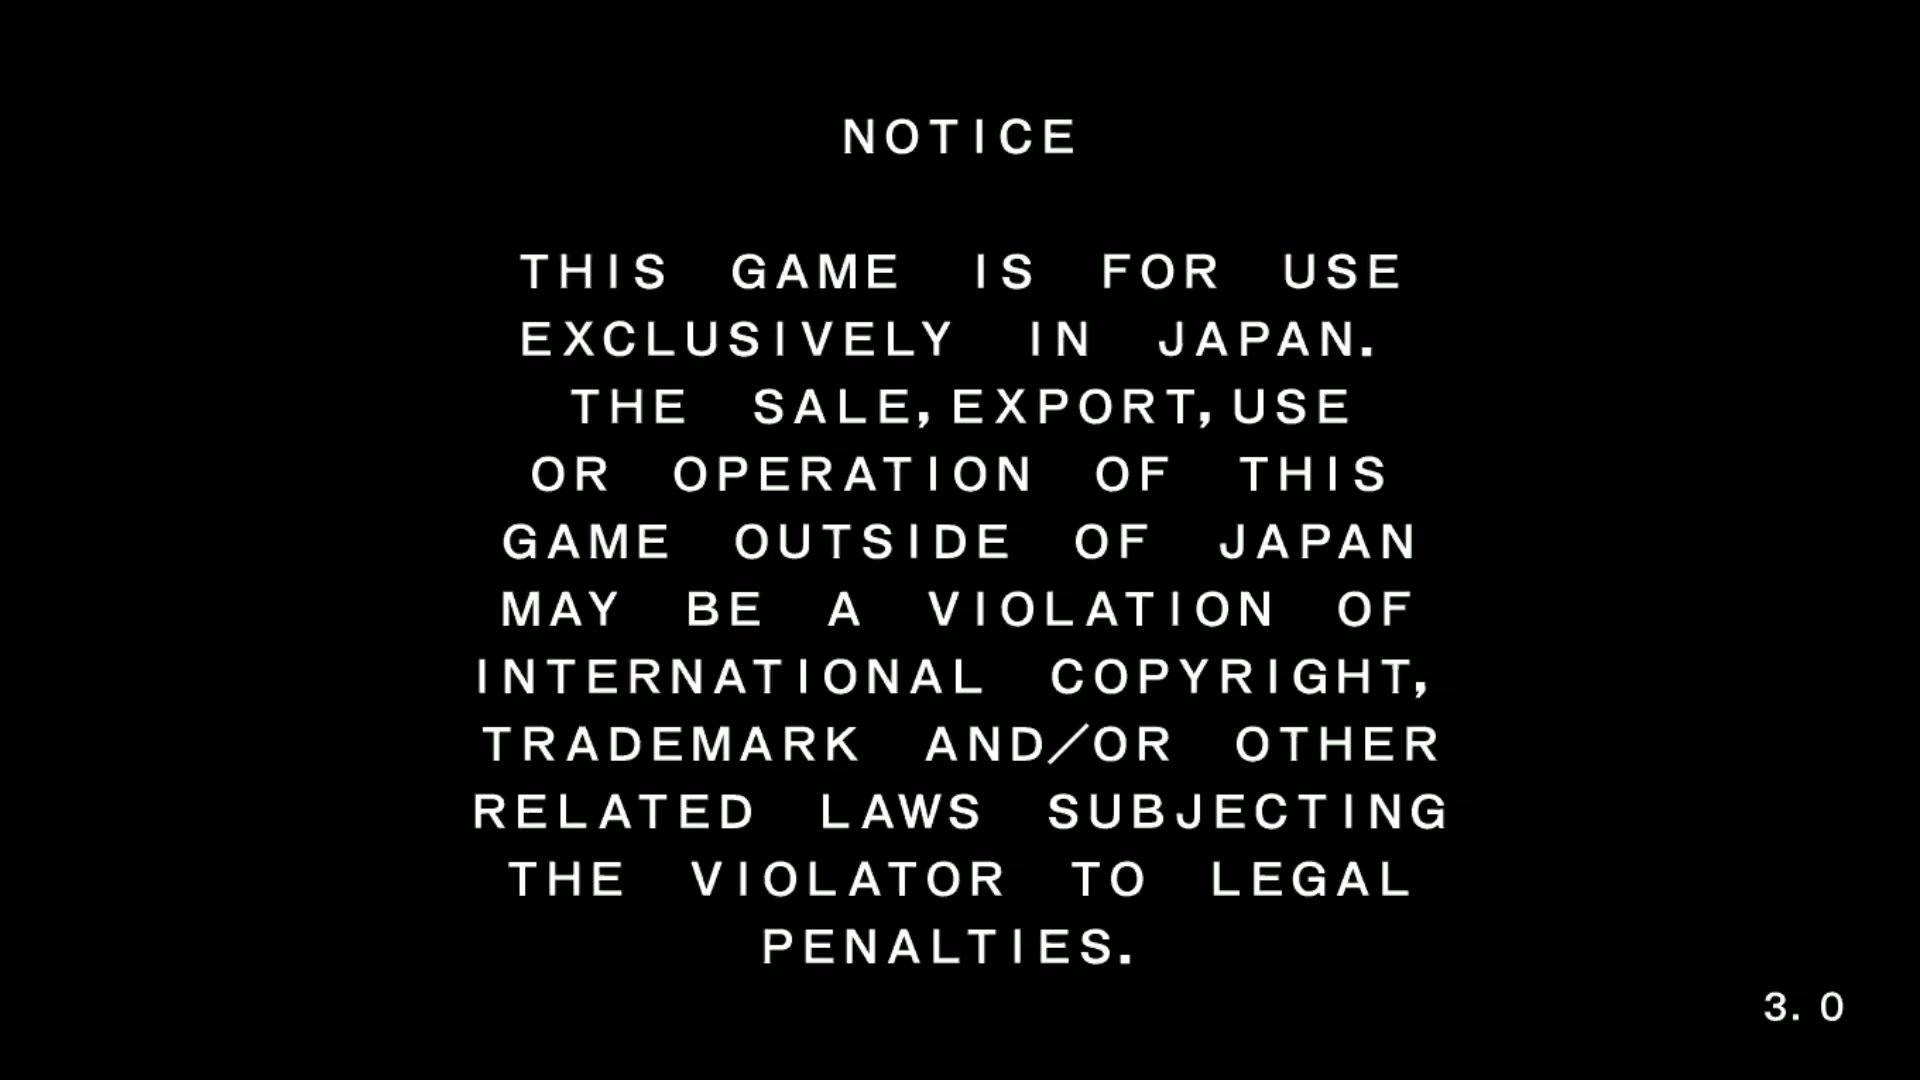 NOTICE
THIS GAME IS FOR USE
EXCLUSIVELY IN JAPAN.
THE SALE,EXPORT,USE
OR OPERATION OF THIS
GAME OUTSIDE OF JAPAN
MAY BE A VIOLATION OF
INTERNATIONAL COPYRIGHT,
TRADEMARK AND/OR OTHER
RELATED LAWS SUBJECTING
THE VIOLATOR TO LEGAL
PENALTIES.
3. 0